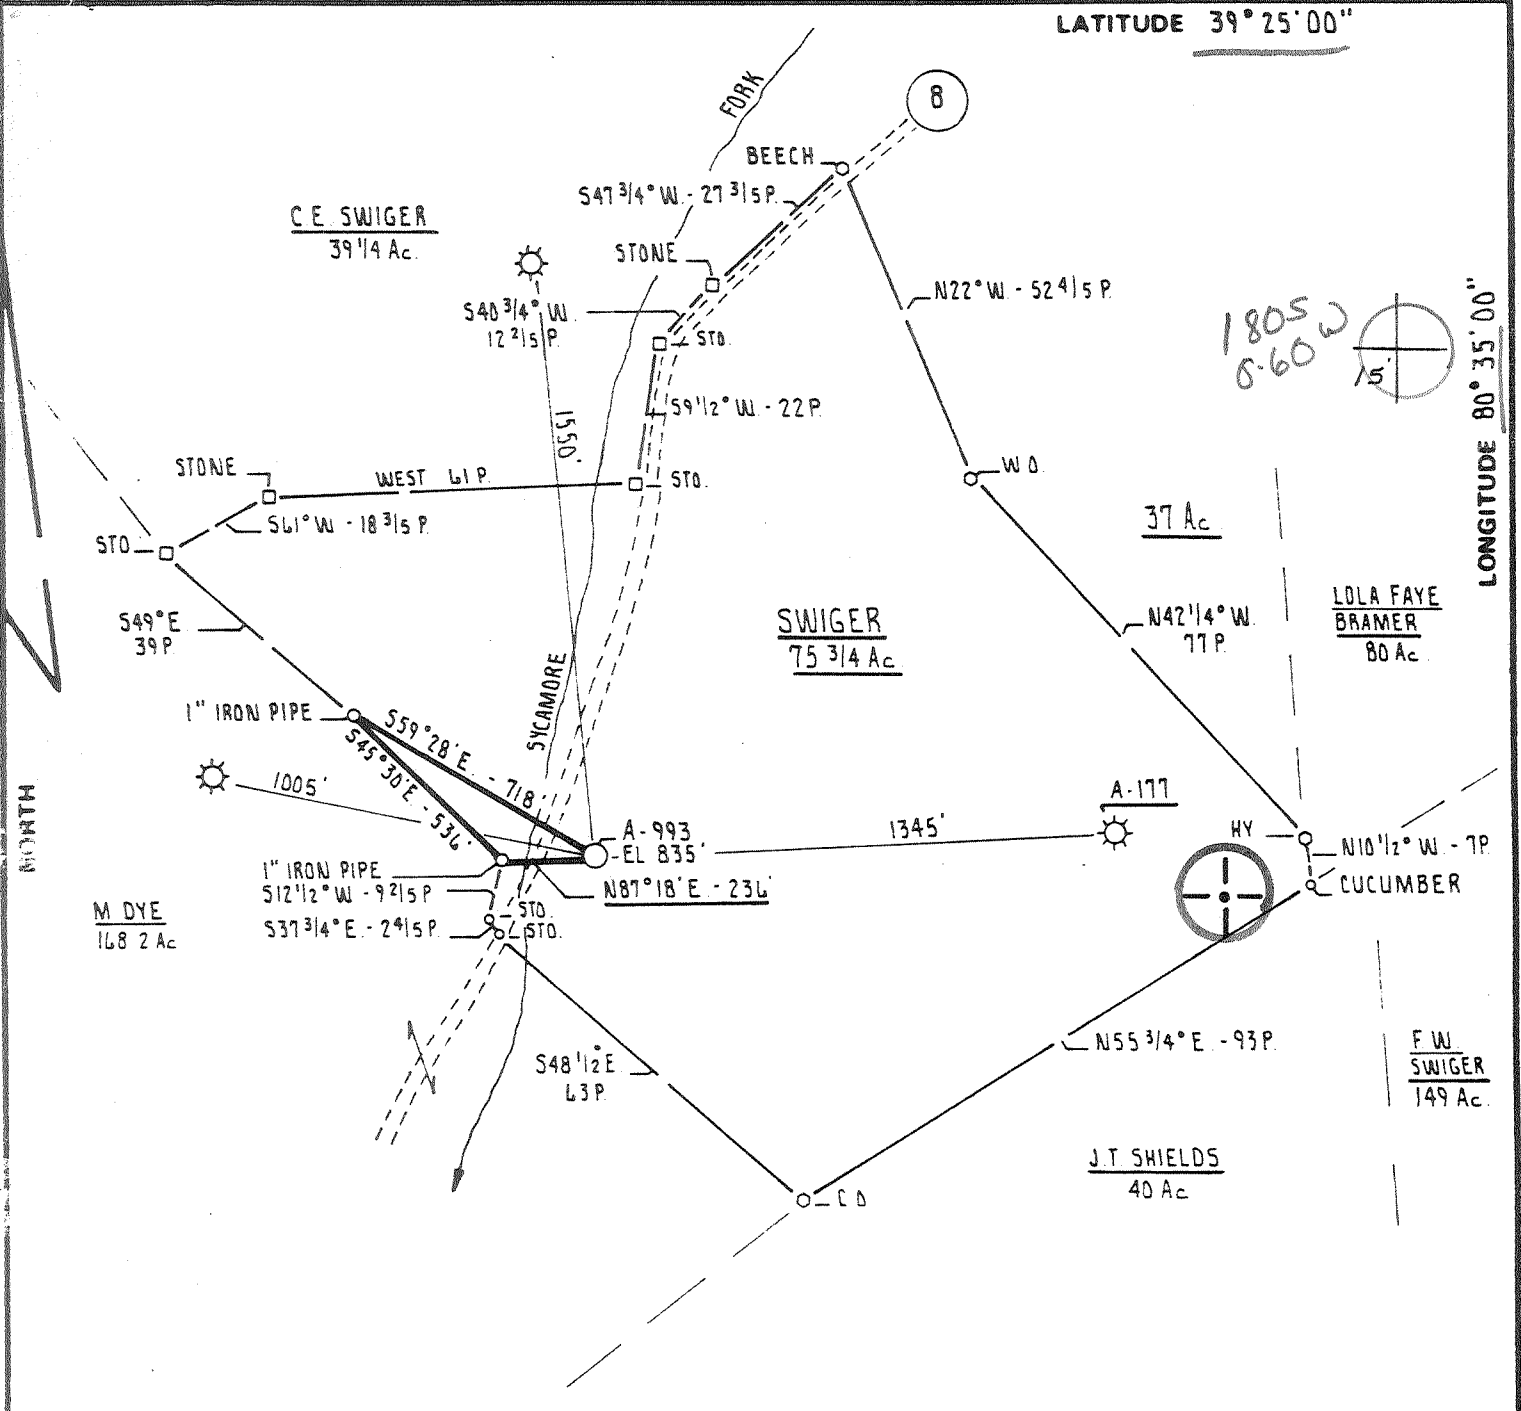 LATITUDE 39°25'00"
8
FORK
BEECH
S47 3/4° W. - 27 3/5 P.
C.E. SWIGER
39 1/4 Ac.
STONE
S40 3/4° W.
12 2/5 P.
STO.
N22° W. - 52 4/5 P.
1805
15'
LONGITUDE 80° 35' 00"
S9 1/2° W. - 22 P.
1550'
STONE
WEST 61 P.
STO.
W O.
S61° W - 18 3/5 P.
STO.
37 Ac.
S49° E
39 P.
SWIGER
75 3/4 Ac.
N42 1/4° W.
77 P.
LOLA FAYE
BRAMER
80 Ac.
SYCAMORE
1" IRON PIPE
S59°28'E. - 718'
S45°30'E - 536'
1005'
NORTH
A-993
EL 835'
1345'
A-177
HY
N10 1/2° W. - 7P.
CUCUMBER
1" IRON PIPE
S12 1/2° W - 9 2/5 P
N87°18'E. - 236'
STO.
S37 3/4° E. - 2 4/5 P.
STO.
M DYE
168.2 Ac
S48 1/2 E
63 P.
N55 3/4° E. - 93 P.
F. W.
SWIGER
149 Ac.
J.T SHIELDS
40 Ac
C O